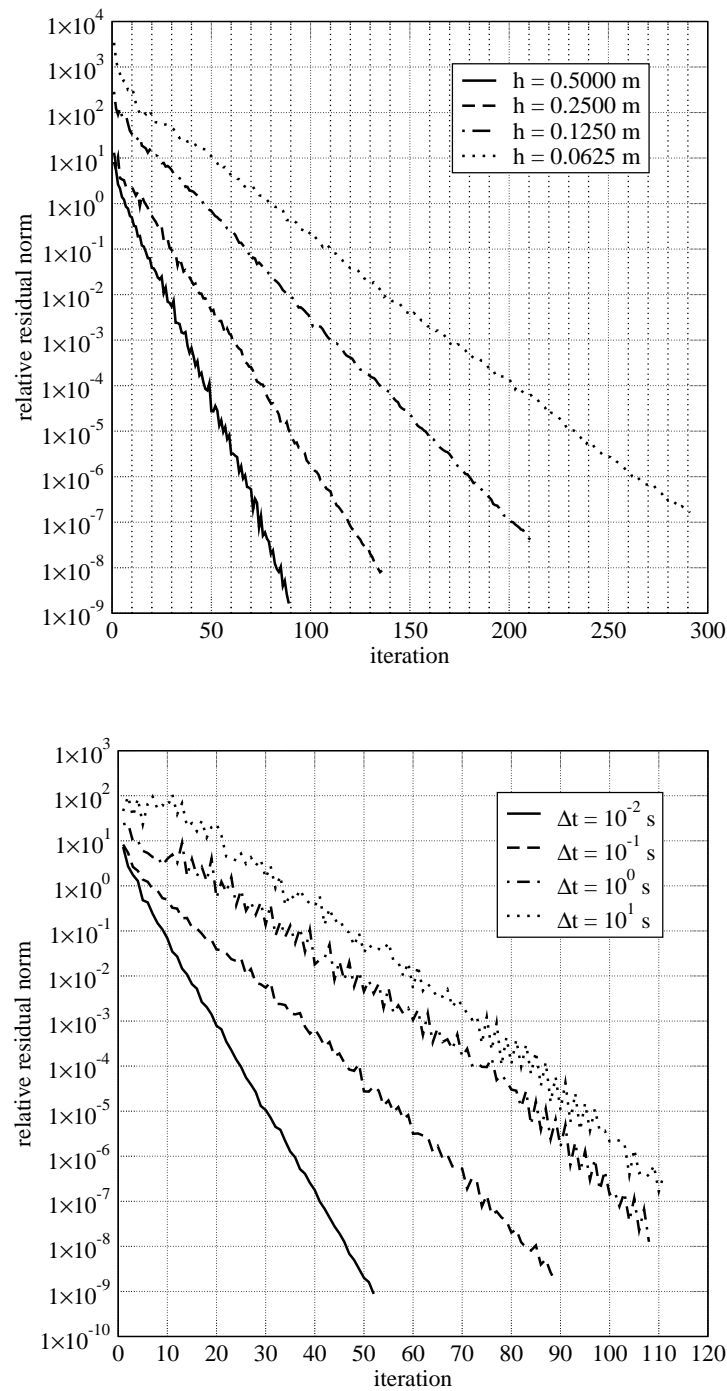 1×10^4
1×10^3
1×10^2
1×10^1
1×10^0
1×10^-1
1×10^-2
1×10^-3
1×10^-4
1×10^-5
1×10^-6
1×10^-7
1×10^-8
1×10^-9
relative residual norm
h = 0.5000 m
h = 0.2500 m
h = 0.1250 m
h = 0.0625 m
0 50 100 150 200 250 300
iteration
1×10^3
1×10^2
1×10^1
1×10^0
1×10^-1
1×10^-2
1×10^-3
1×10^-4
1×10^-5
1×10^-6
1×10^-7
1×10^-8
1×10^-9
1×10^-10
relative residual norm
Δt = 10^-2 s
Δt = 10^-1 s
Δt = 10^0 s
Δt = 10^1 s
0 10 20 30 40 50 60 70 80 90 100 110 120
iteration